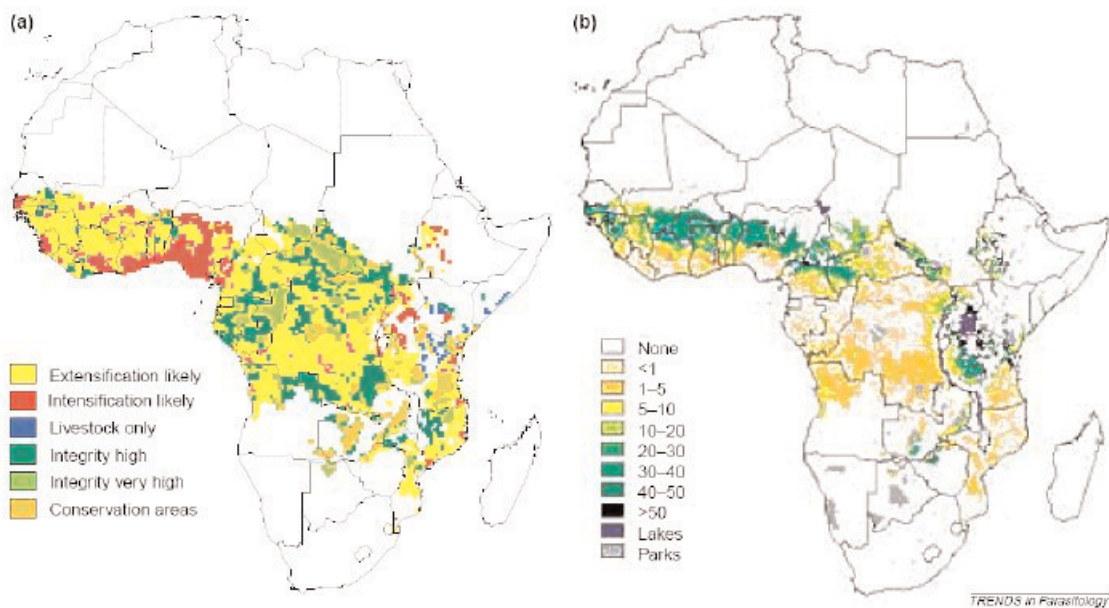 (a)
Extensification likely
Intensification likely
Livestock only
Integrity high
Integrity very high
Conservation areas
(b)
None
<1
1–5
5–10
10–20
20–30
30–40
40–50
>50
Lakes
Parks
TRENDS in Parasitology